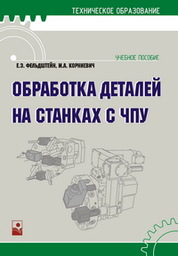 ТЕХНИЧЕСКОЕ ОБРАЗОВАНИЕ
УЧЕБНОЕ ПОСОБИЕ
Е.Э. ФЕЛЬДШТЕЙН, М.А. КОРНИЕВИЧ
ОБРАБОТКА ДЕТАЛЕЙ
НА СТАНКАХ С ЧПУ